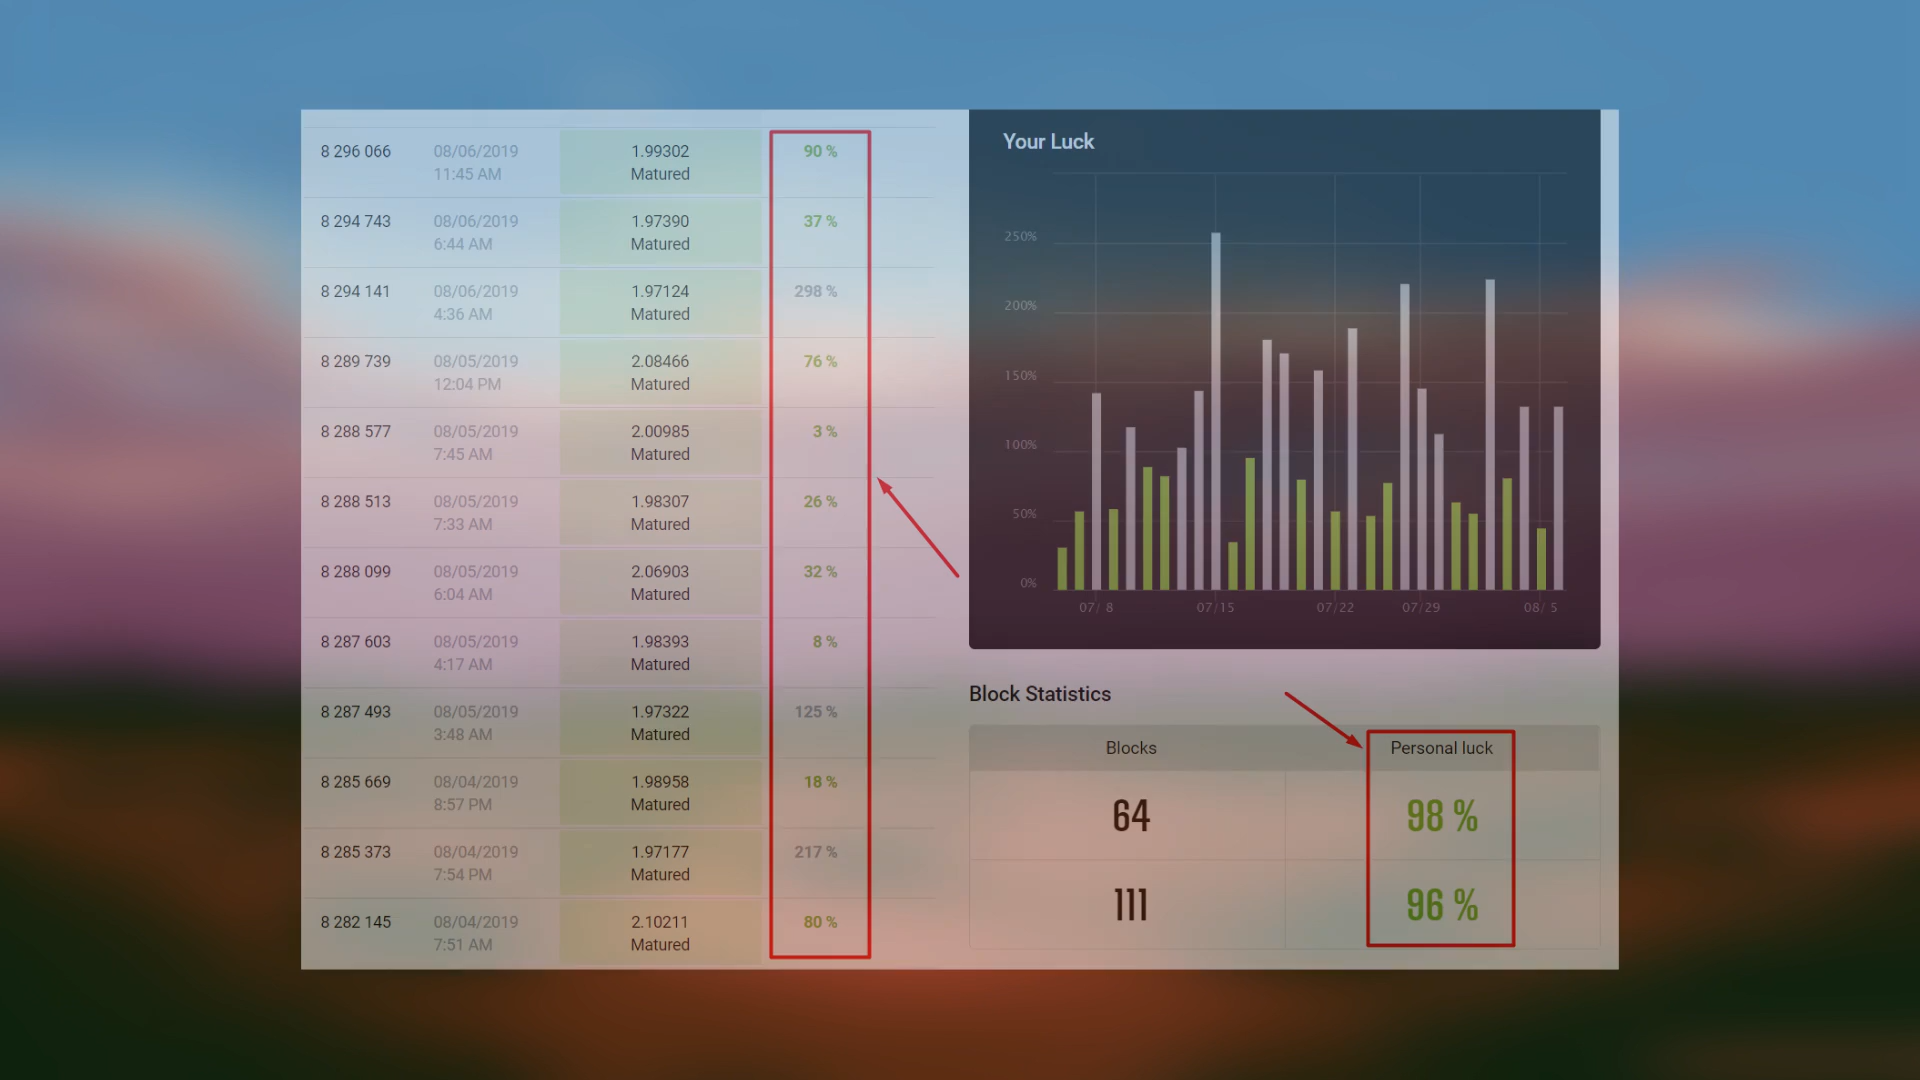 8 296 066 08/06/2019 1.99302 90 %
11:45 AM Matured
8 294 743 08/06/2019 1.97390 37 %
6:44 AM Matured
8 294 141 08/06/2019 1.97124 298 %
4:36 AM Matured
8 289 739 08/05/2019 2.08466 76 %
12:04 PM Matured
8 288 577 08/05/2019 2.00985 3 %
7:45 AM Matured
8 288 513 08/05/2019 1.98307 26 %
7:33 AM Matured
8 288 099 08/05/2019 2.06903 32 %
6:04 AM Matured
8 287 603 08/05/2019 1.98393 8 %
4:17 AM Matured
8 287 493 08/05/2019 1.97322 125 %
3:48 AM Matured
8 285 669 08/04/2019 1.98958 18 %
8:57 PM Matured
8 285 373 08/04/2019 1.97177 217 %
7:54 PM Matured
8 282 145 08/04/2019 2.10211 80 %
7:51 AM Matured
Your Luck
250%
200%
150%
100%
50%
0%
07/ 8 07/15 07/22 07/29 08/ 5
Block Statistics
Blocks Personal luck
64 98 %
111 96 %